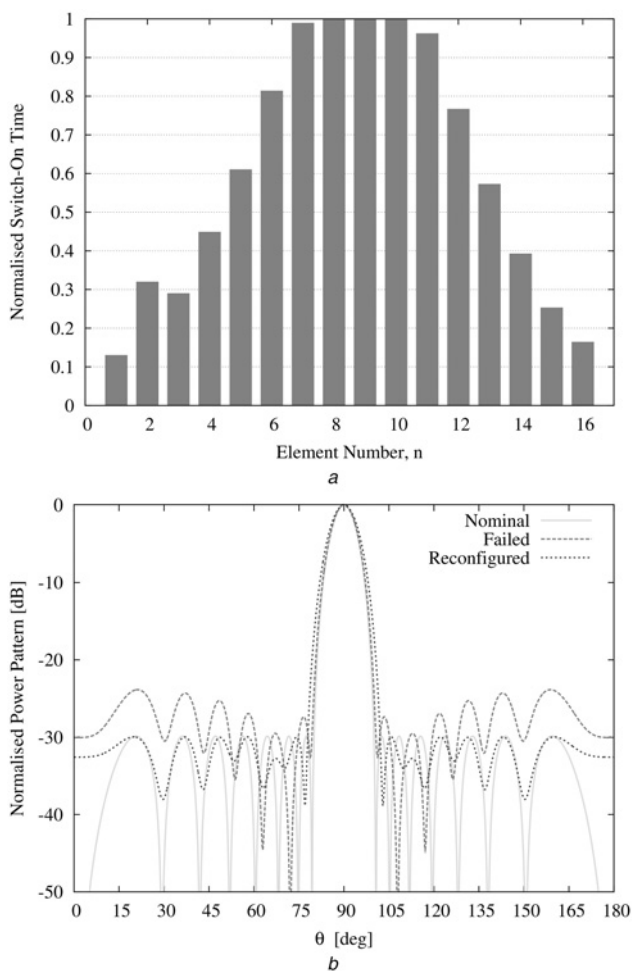 1
0.9
0.8
0.7
0.6
0.5
0.4
0.3
0.2
0.1
0
Normalised Switch-On Time
0 2 4 6 8 10 12 14 16
Element Number, n
a
0
-10
-20
-30
-40
-50
Normalised Power Pattern [dB]
Nominal
Failed
Reconfigured
0 15 30 45 60 75 90 105 120 135 150 165 180
θ [deg]
b